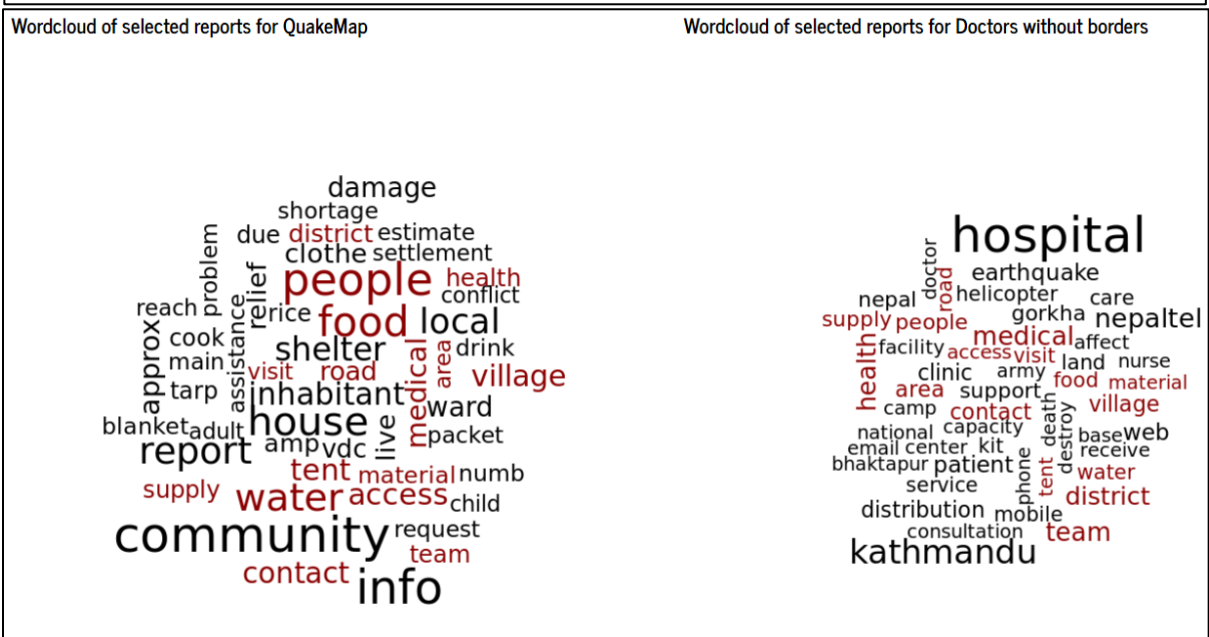 Wordcloud of selected reports for QuakeMap
damage
shortage
due district estimate
clothe settlement
problem
relief
people health
conflict
reach
rice food local
approx
cook
assistance
shelter
medical
area
drink
main
visit road
village
tarp
inhabitant
house
live
ward
blanket
adult
packet
report
amp
vdc
tent material numb
supply
water access child
community request
team
contact info
Wordcloud of selected reports for Doctors without borders
hospital
doctor
road
earthquake
nepal
helicopter
care
supply people
gorkha
nepaltel
medical
affect
health
facility access visit land nurse
clinic army
food material
area support
camp contact
death
destroy
village
national capacity
base web
email center kit
receive
bhaktapur patient
phone
tent
water
service
district
distribution mobile
consultation team
kathmandu